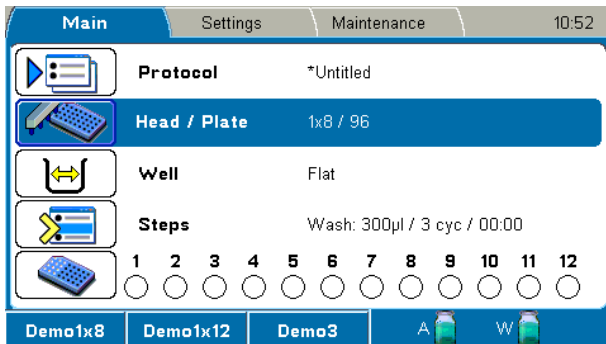 Main Settings Maintenance 10:52
Protocol *Untitled
Head / Plate 1x8 / 96
Well Flat
Steps Wash: 300µl / 3 cyc / 00:00
1 2 3 4 5 6 7 8 9 10 11 12
Demo1x8 Demo1x12 Demo3 A W